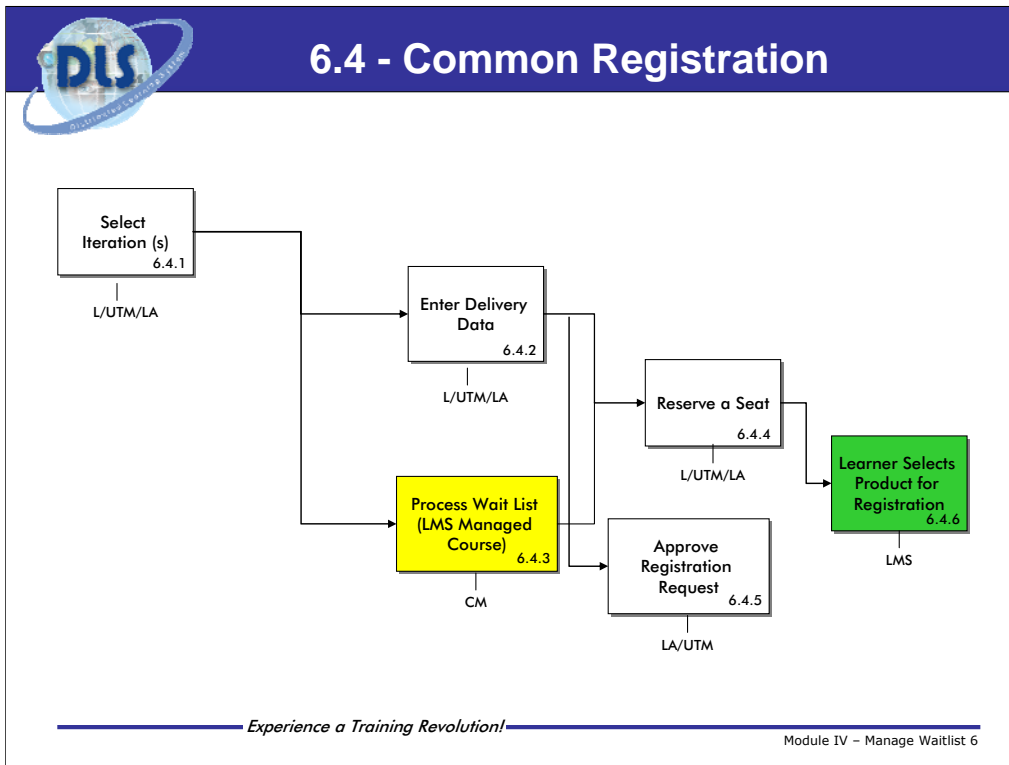 DLS
Distributed Learning System
6.4 - Common Registration
Select
Iteration (s)
6.4.1
L/UTM/LA
Enter Delivery
Data
6.4.2
L/UTM/LA
Process Wait List
(LMS Managed
Course)
6.4.3
CM
Reserve a Seat
6.4.4
L/UTM/LA
Approve
Registration
Request
6.4.5
LA/UTM
Learner Selects
Product for
Registration
6.4.6
LMS
Experience a Training Revolution!
Module IV – Manage Waitlist 6